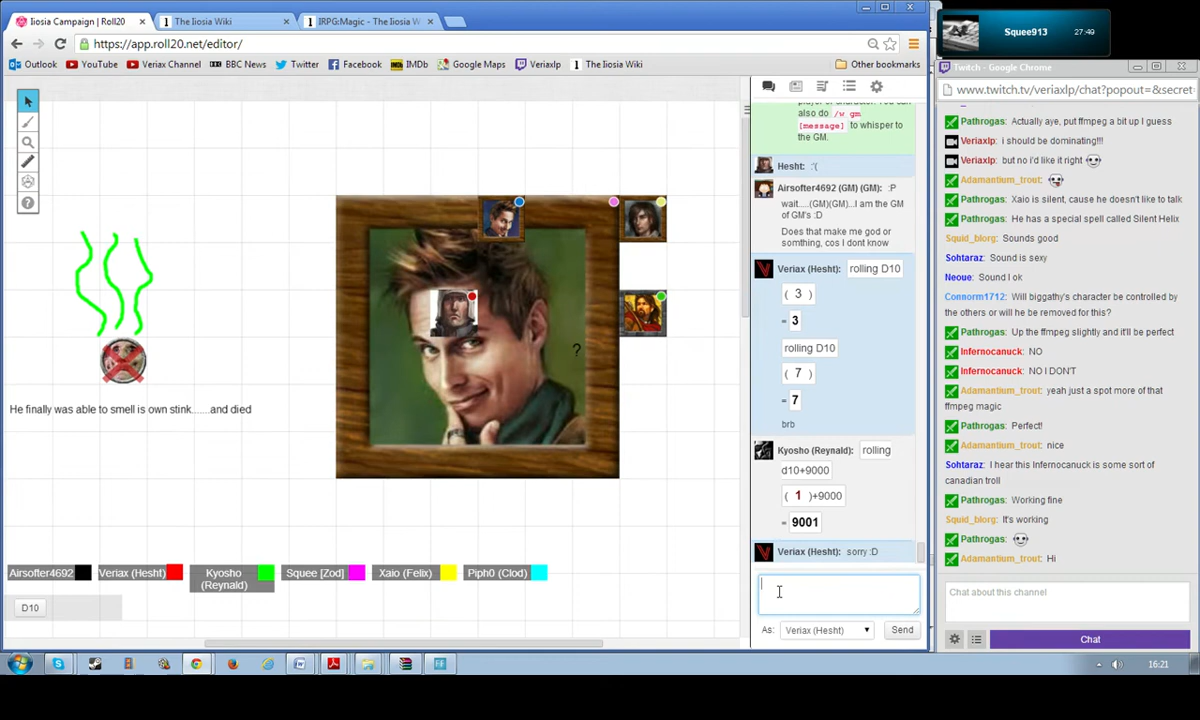 Iiosia Campaign | Roll20
The Iiosia Wiki
IRPG:Magic - The Iiosia W
https://app.roll20.net/editor/
Outlook
YouTube
Veriax Channel
BBC News
Twitter
Facebook
IMDb
Google Maps
Veriaxlp
The Iiosia Wiki
Other bookmarks
?
He finally was able to smell is own stink.......and died
Airsofter4692
Veriax (Hesht)
Kyosho
(Reynald)
Squee [Zod]
Xaio (Felix)
Piph0 (Clod)
D10
player or character. You can
also do /w gm
[message] to whisper to
the GM.
Hesht: :'(
Airsofter4692 (GM) (GM): :P
wait.....(GM)(GM)...I am the GM
of GM's :D
Does that make me god or
somthing, cos I dont know
Veriax (Hesht): rolling D10
( 3 )
= 3
rolling D10
( 7 )
= 7
brb
Kyosho (Reynald): rolling
d10+9000
( 1 )+9000
= 9001
Veriax (Hesht): sorry :D
As: Veriax (Hesht)
Send
Squee913
27:49
Twitch - Google Chrome
www.twitch.tv/veriaxlp/chat?popout=&secret
Pathrogas: Actually aye, put ffmpeg a bit up I guess
Veriaxlp: i should be dominating!!!
Veriaxlp: but no i'd like it right
Adamantium_trout:
Pathrogas: Xaio is silent, cause he doesn't like to talk
Pathrogas: He has a special spell called Silent Helix
Squid_blorg: Sounds good
Sohtaraz: Sound is sexy
Neoue: Sound I ok
Connorm1712: Will biggathy's character be controlled by
the others or will he be removed for this?
Pathrogas: Up the ffmpeg slightly and it'll be perfect
Infernocanuck: NO
Infernocanuck: NO I DON'T
Adamantium_trout: yeah just a spot more of that
ffmpeg magic
Pathrogas: Perfect!
Adamantium_trout: nice
Sohtaraz: I hear this Infernocanuck is some sort of
canadian troll
Pathrogas: Working fine
Squid_blorg: It's working
Pathrogas:
Adamantium_trout: Hi
Chat about this channel
Chat
16:21